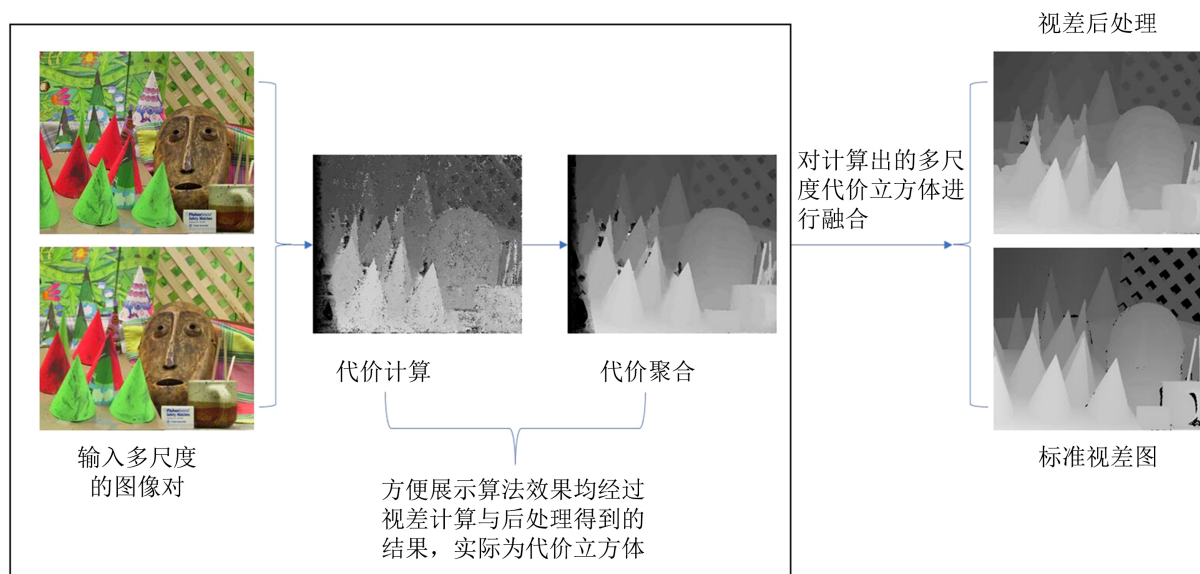 视差后处理
对计算出的多尺
度代价立方体进
行融合
代价计算
代价聚合
输入多尺度
的图像对
标准视差图
方便展示算法效果均经过
视差计算与后处理得到的
结果，实际为代价立方体